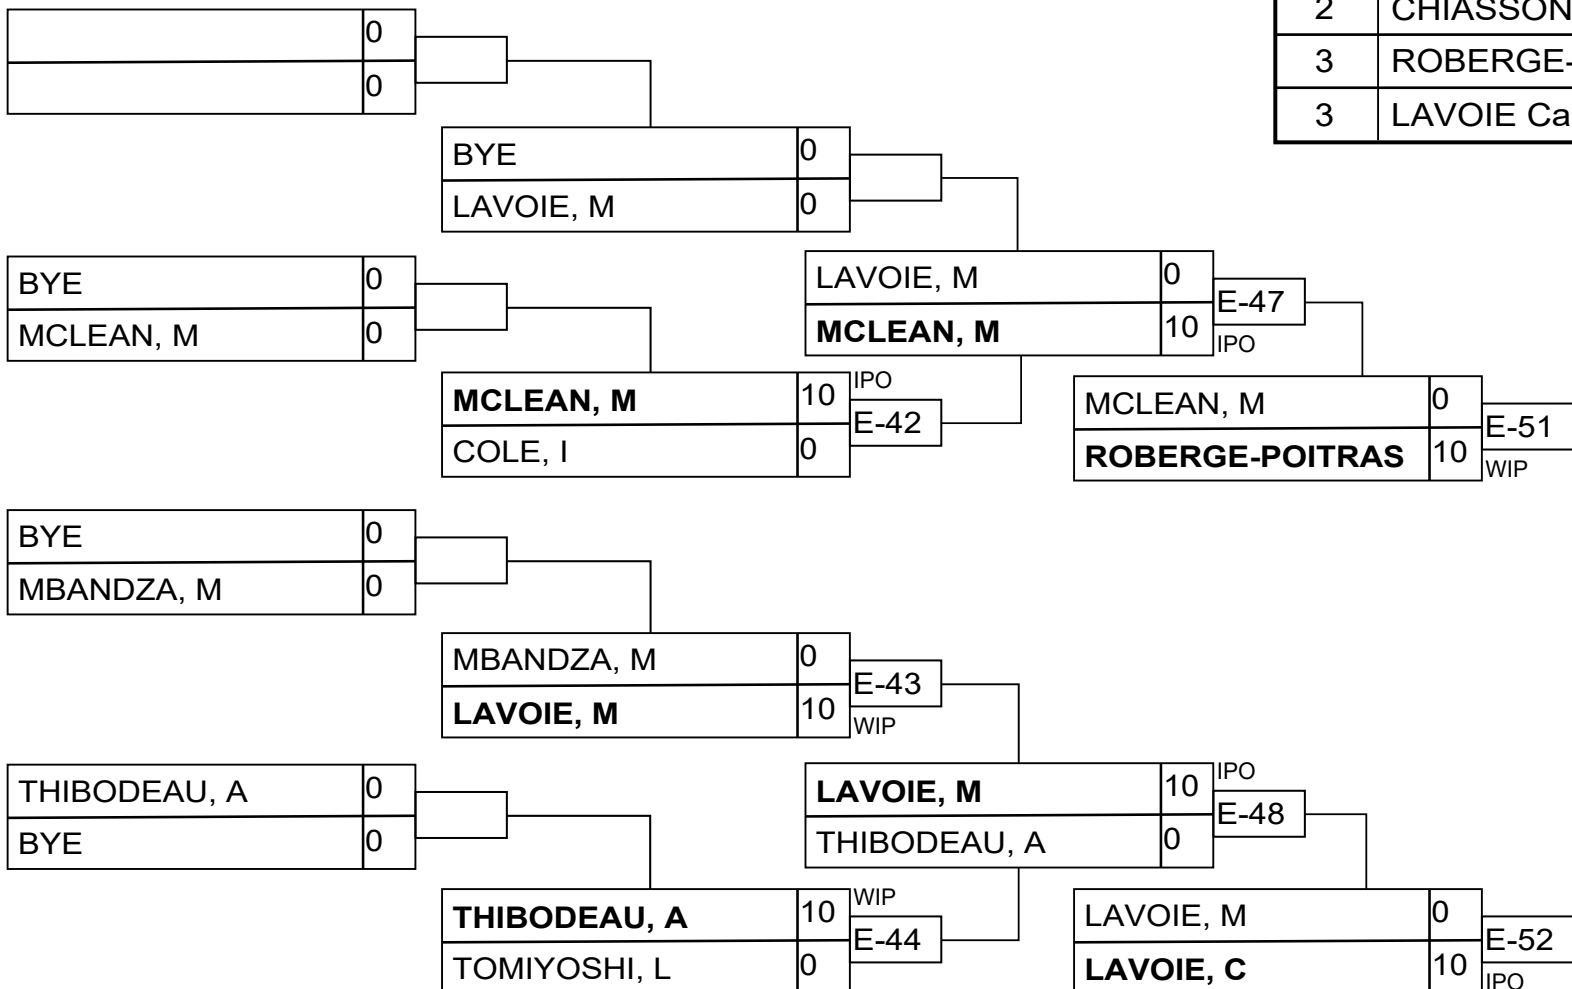 2 CHIASSON
3 ROBERGE-
3 LAVOIE Ca
0
0
BYE 0
LAVOIE, M 0
BYE 0
MCLEAN, M 0
LAVOIE, M 0
E-47
MCLEAN, M 10
IPO
MCLEAN, M 10 IPO
E-42
COLE, I 0
MCLEAN, M 0
E-51
ROBERGE-POITRAS 10
WIP
BYE 0
MBANDZA, M 0
MBANDZA, M 0
E-43
LAVOIE, M 10
WIP
THIBODEAU, A 0
BYE 0
LAVOIE, M 10 IPO
E-48
THIBODEAU, A 0
THIBODEAU, A 10 WIP
E-44
TOMIYOSHI, L 0
LAVOIE, M 0
E-52
LAVOIE, C 10
IPO